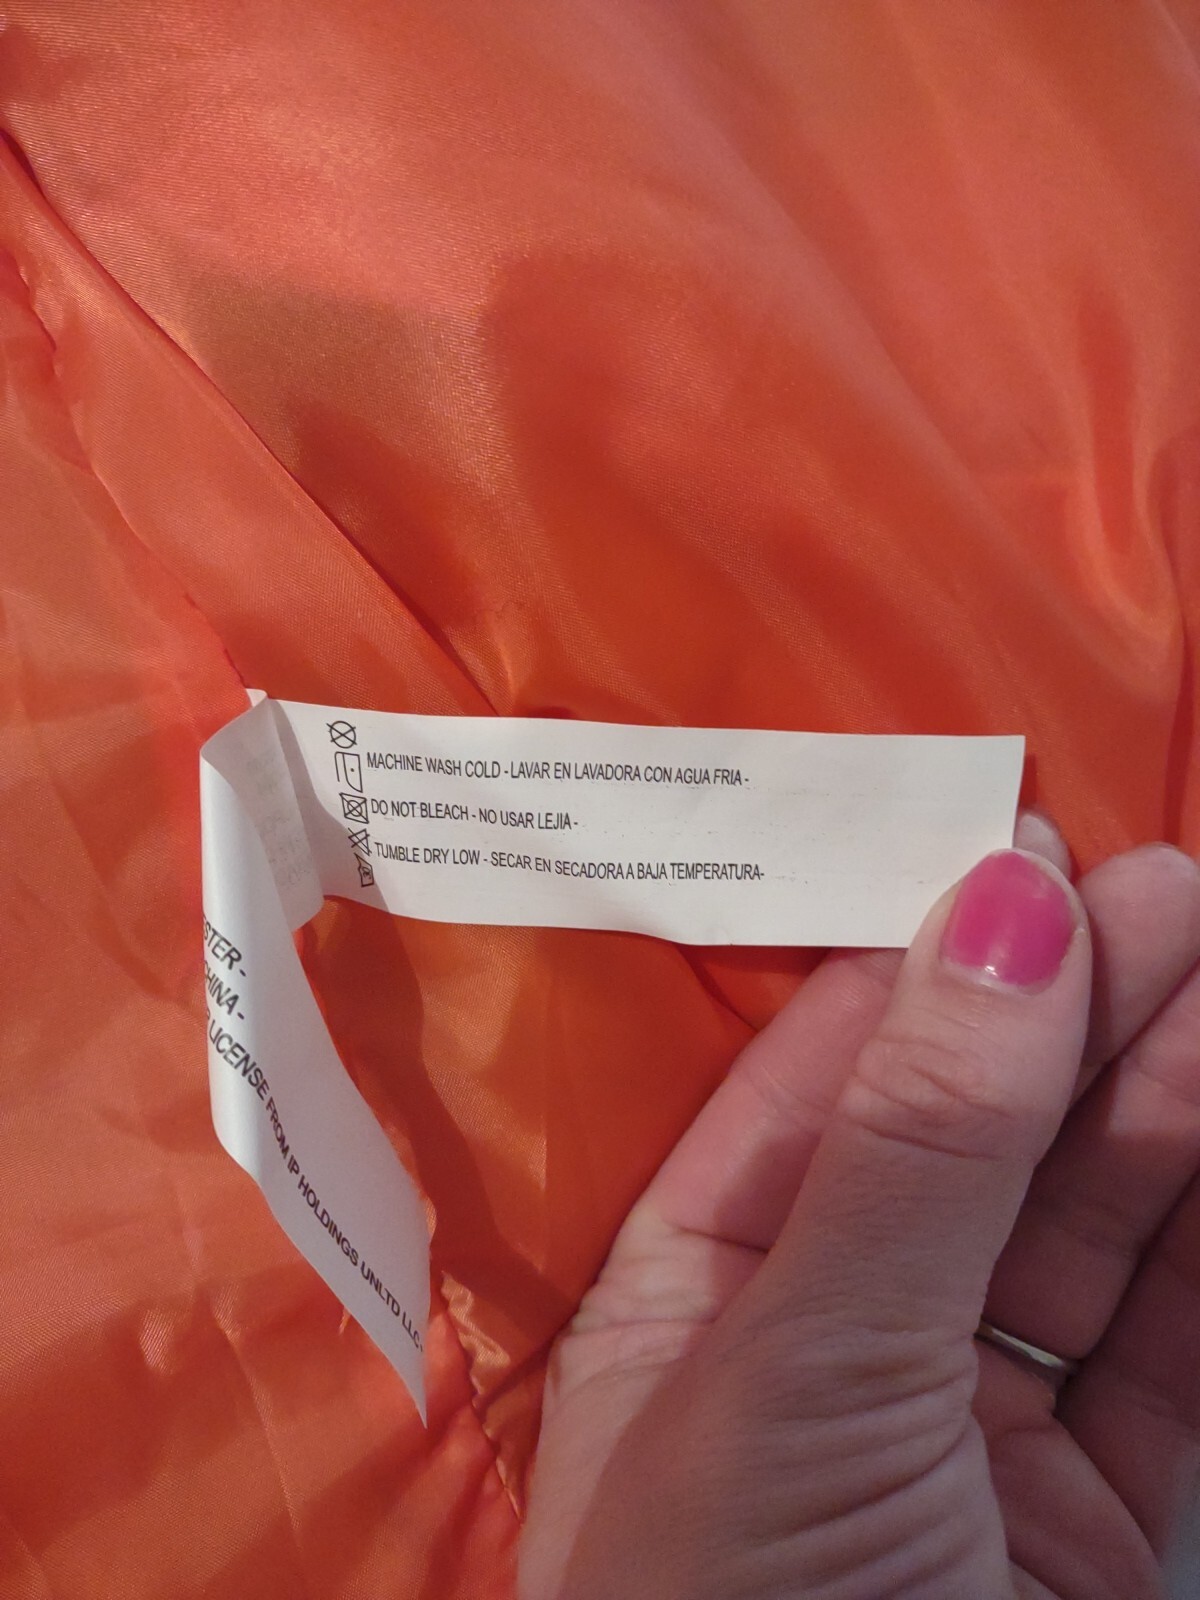 MACHINE WASH COLD - LAVAR EN LAVADORA CON AGUA FRIA -
DO NOT BLEACH - NO USAR LEJIA -
TUMBLE DRY LOW - SECAR EN SECADORA A BAJA TEMPERATURA-
ESTER -
CHINA -
LICENSE FROM IP HOLDINGS UNLTD LLC